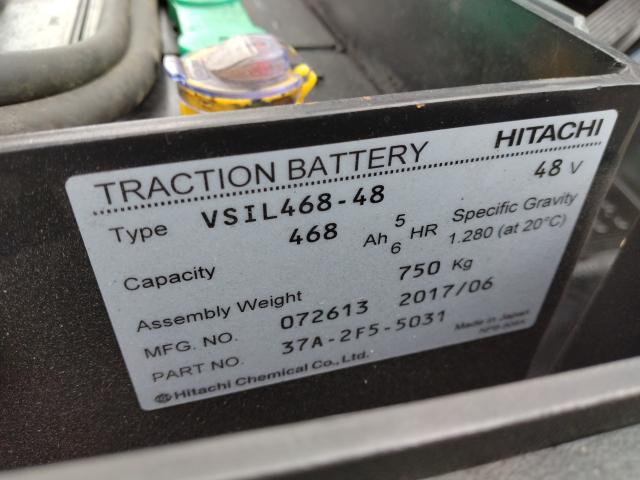 TRACTION BATTERY HITACHI
Type VSIL468-48 48 V
Capacity 468 Ah 5 6 HR Specific Gravity 1.280 (at 20°C)
Assembly Weight 750 Kg
MFG. NO. 072613 2017/06
PART NO. 37A-2F5-5031 Made in Japan
Hitachi Chemical Co., Ltd.